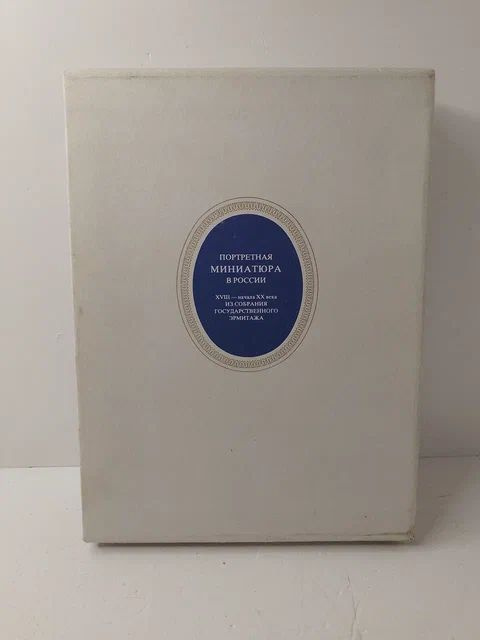 ПОРТРЕТНАЯ
МИНИАТЮРА
В РОССИИ
XVIII — начала XX века
ИЗ СОБРАНИЯ
ГОСУДАРСТВЕННОГО
ЭРМИТАЖА